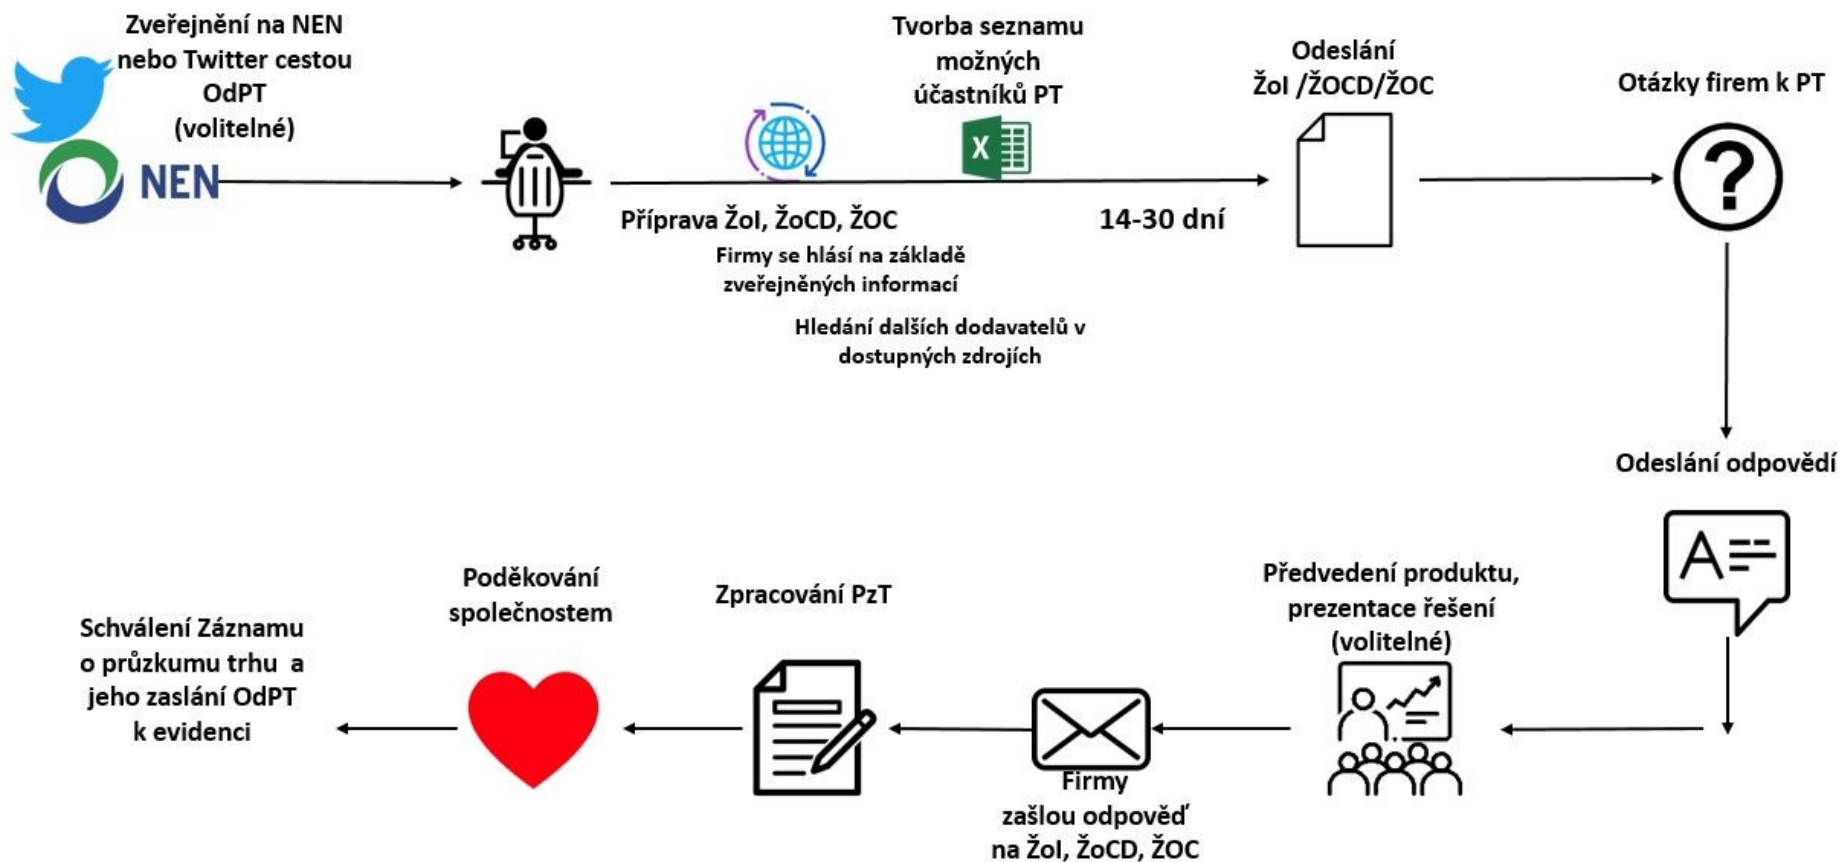 Zveřejnění na NEN
nebo Twitter cestou
OdPT
(volitelné)
NEN
Příprava ŽoI, ŽoCD, ŽOC
Firmy se hlásí na základě
zveřejněných informací
Hledání dalších dodavatelů v
dostupných zdrojích
Tvorba seznamu
možných
účastníků PT
X
14-30 dní
Odeslání
ŽoI /ŽOCD/ŽOC
Otázky firem k PT
?
Odeslání odpovědí
A
Předvedení produktu,
prezentace řešení
(volitelné)
Firmy
zašlou odpověď
na ŽoI, ŽoCD, ŽOC
Zpracování PzT
Poděkování
společnostem
Schválení Záznamu
o průzkumu trhu a
jeho zaslání OdPT
k evidenci